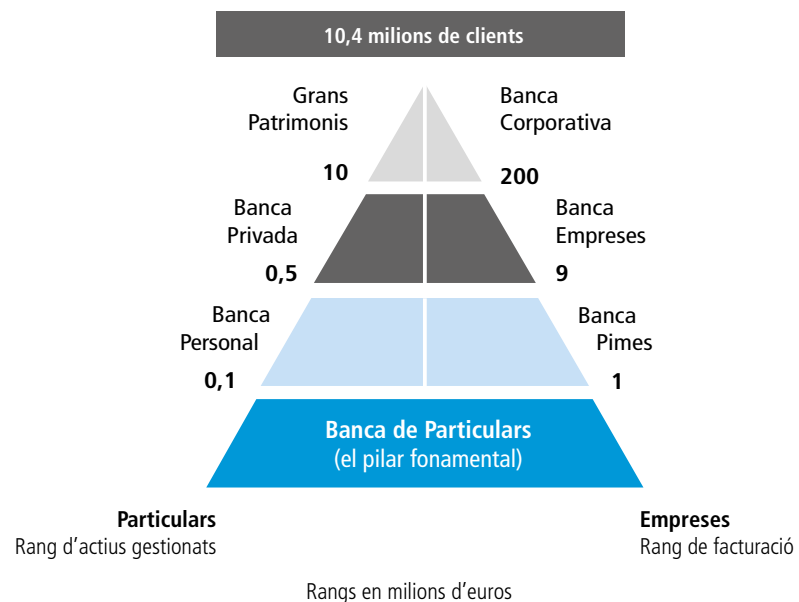 10,4 milions de clients
Grans
Patrimonis
10
Banca
Corporativa
200
Banca
Privada
0,5
Banca
Empreses
9
Banca
Personal
0,1
Banca
Pimes
1
Banca de Particulars
(el pilar fonamental)
Particulars
Rang d’actius gestionats
Empreses
Rang de facturació
Rangs en milions d’euros